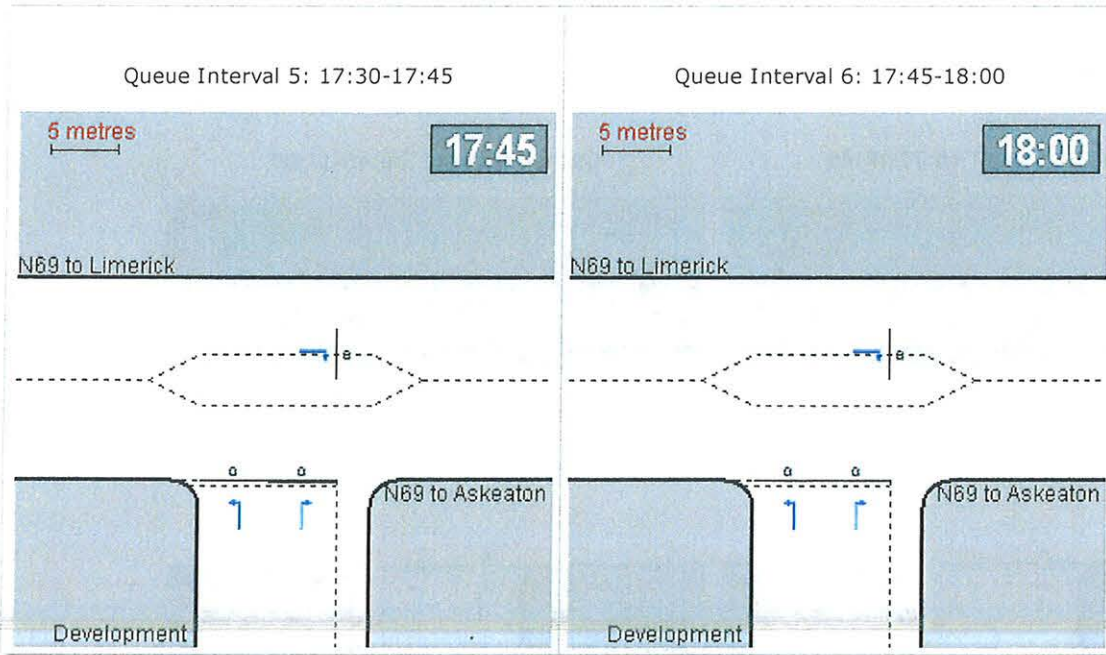 Queue Interval 5: 17:30-17:45
5 metres
17:45
N69 to Limerick
N69 to Askeaton
Development
Queue Interval 6: 17:45-18:00
5 metres
18:00
N69 to Limerick
N69 to Askeaton
Development